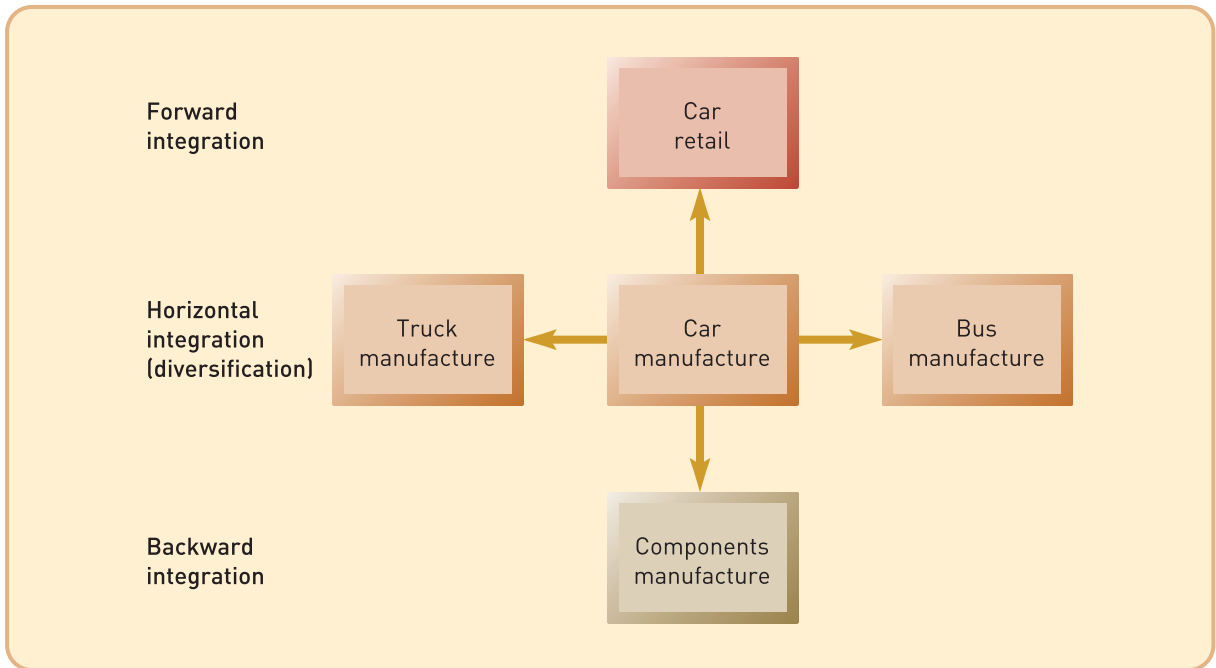 Forward
integration
Car
retail
Horizontal
integration
(diversification)
Truck
manufacture
Car
manufacture
Bus
manufacture
Backward
integration
Components
manufacture